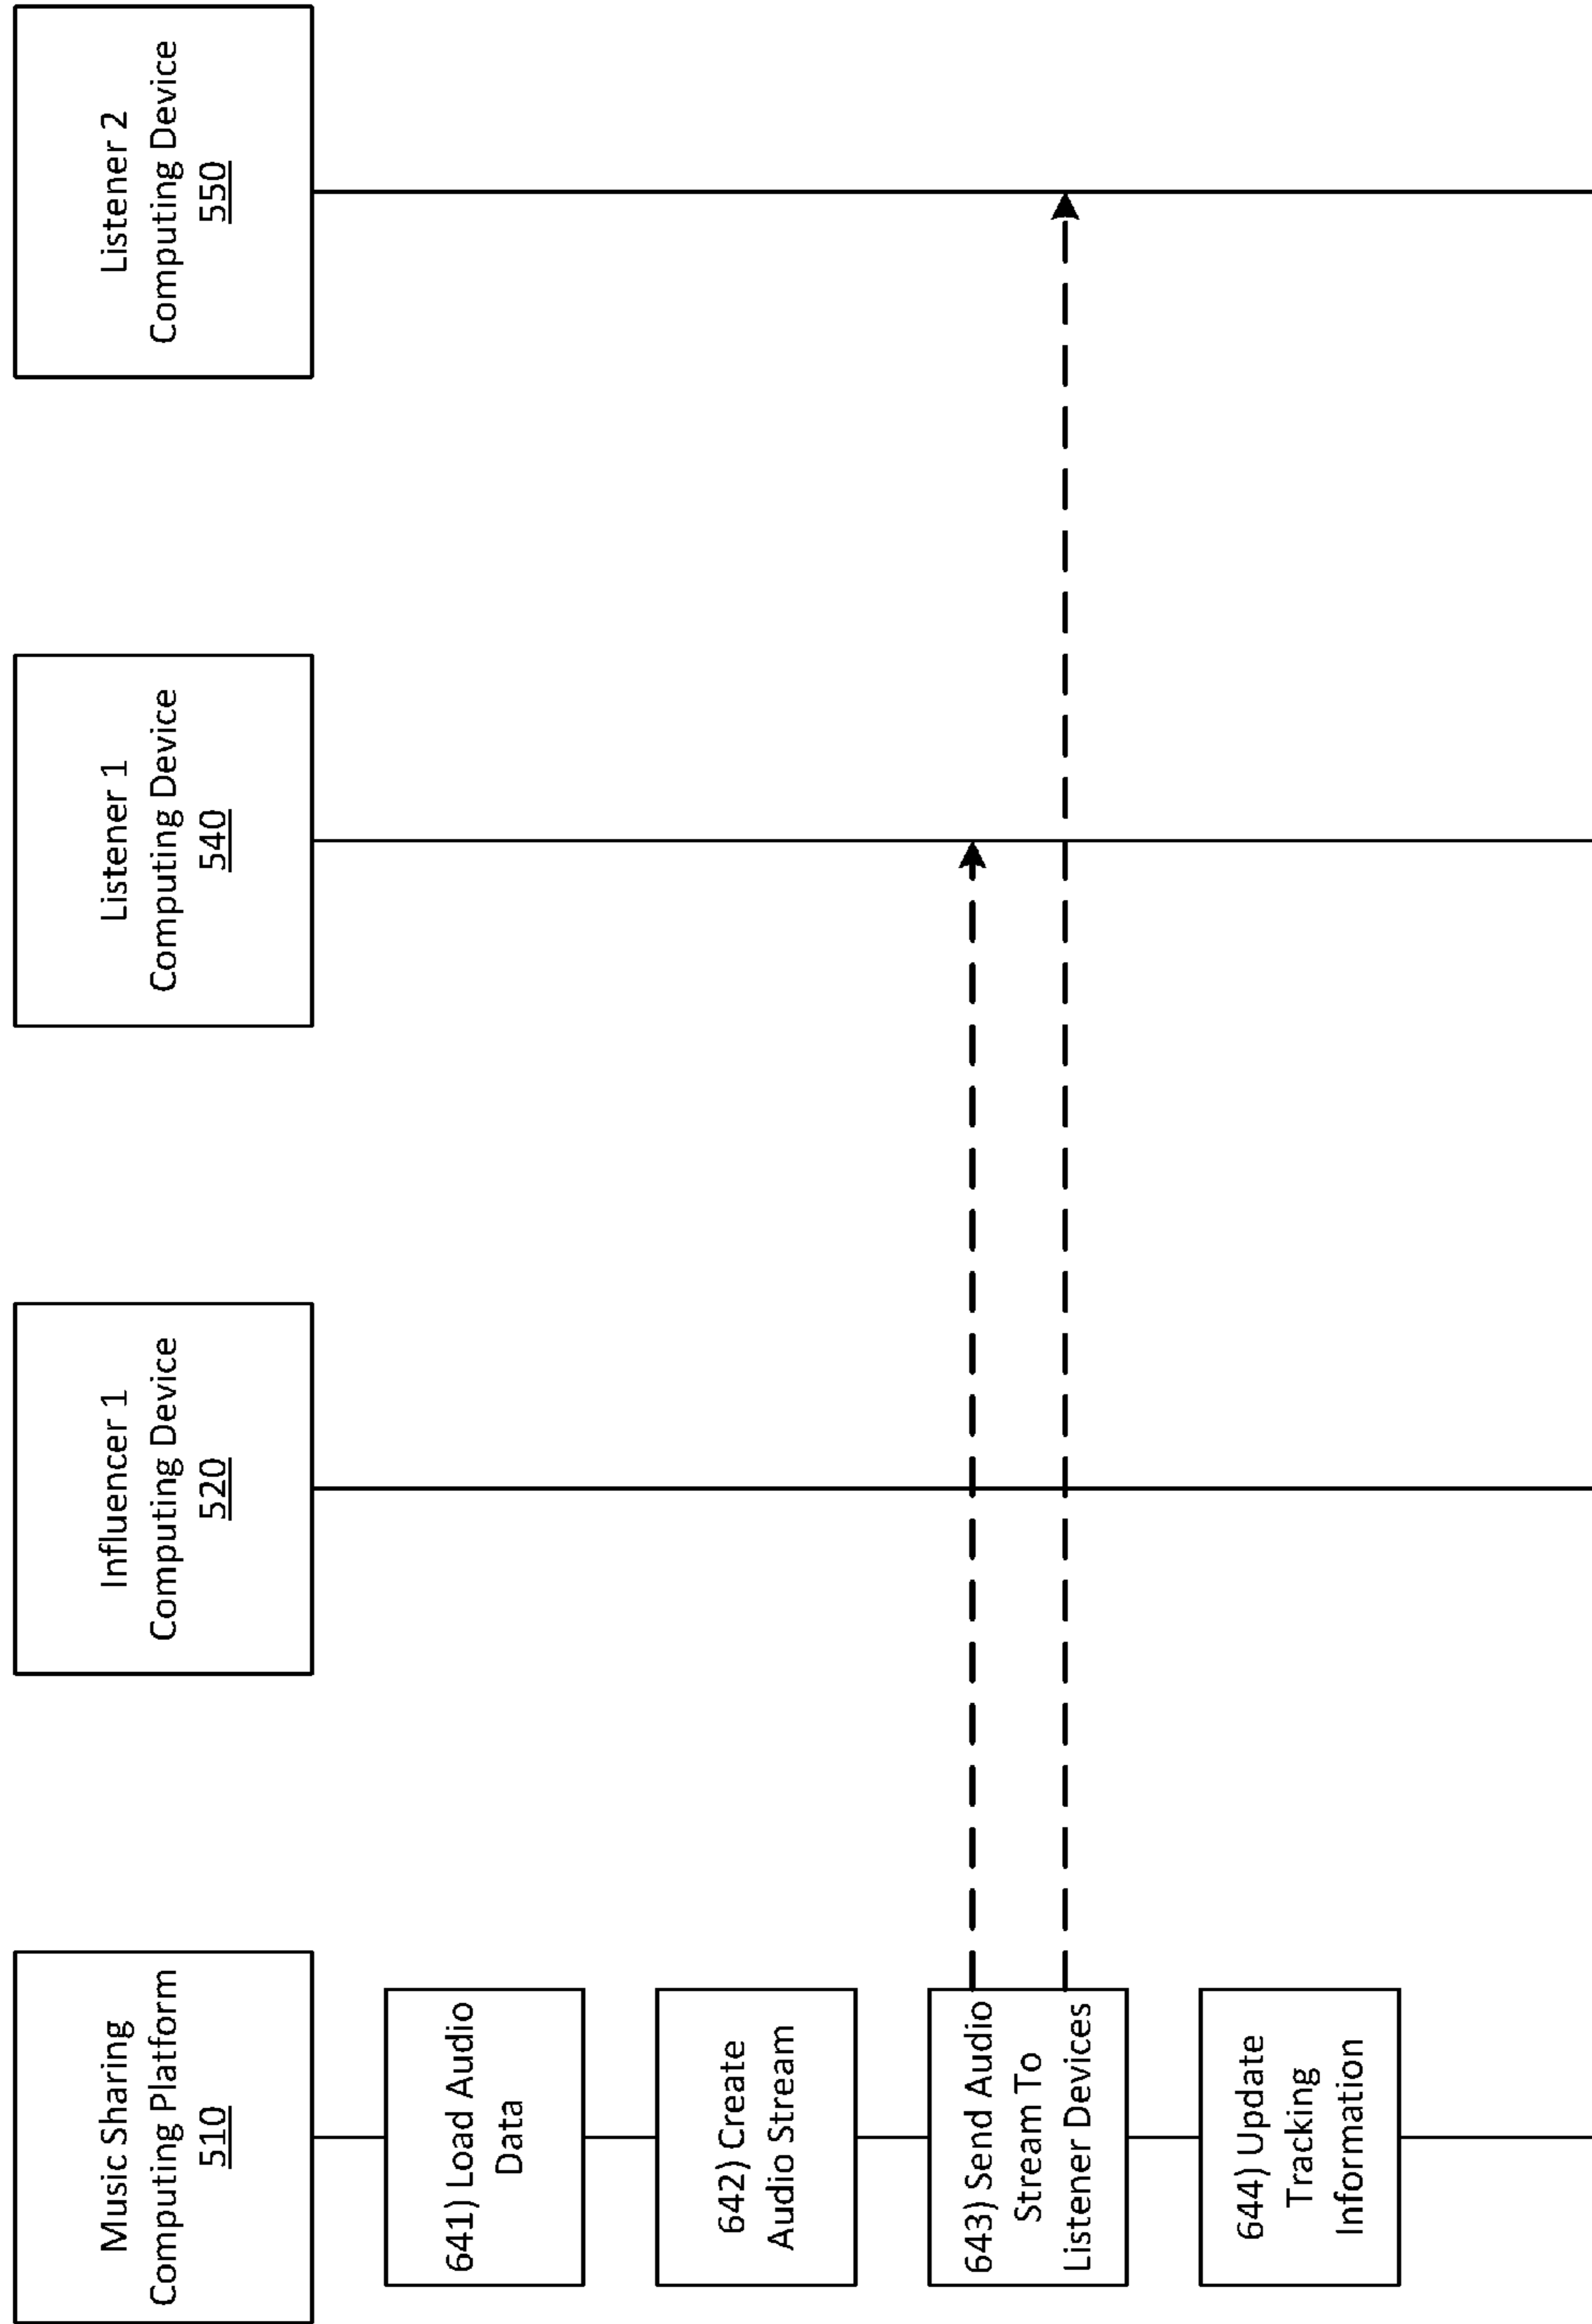 Music Sharing
Computing Platform
510
Influencer 1
Computing Device
520
Listener 1
Computing Device
540
Listener 2
Computing Device
550
641) Load Audio
Data
642) Create
Audio Stream
643) Send Audio
Stream To
Listener Devices
644) Update
Tracking
Information